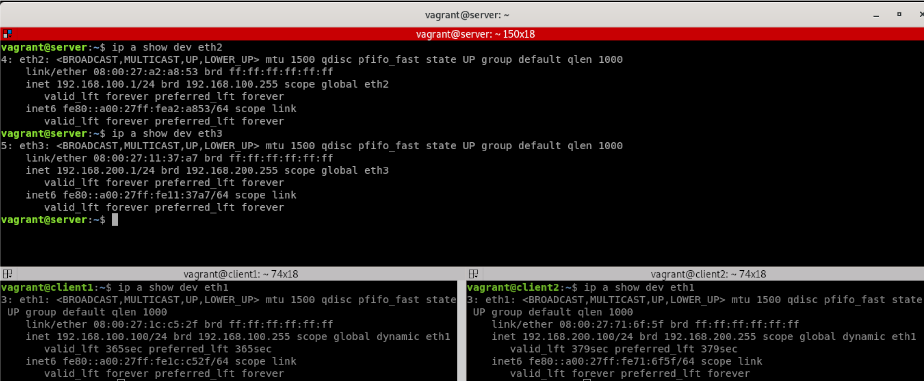 vagrant@server: ~
vagrant@server: ~ 150x18
vagrant@server:~$ ip a show dev eth2
4: eth2: <BROADCAST,MULTICAST,UP,LOWER_UP> mtu 1500 qdisc pfifo_fast state UP group default qlen 1000
link/ether 08:00:27:a2:a8:53 brd ff:ff:ff:ff:ff:ff
inet 192.168.100.1/24 brd 192.168.100.255 scope global eth2
valid_lft forever preferred_lft forever
inet6 fe80::a00:27ff:fea2:a853/64 scope link
valid_lft forever preferred_lft forever
vagrant@server:~$ ip a show dev eth3
5: eth3: <BROADCAST,MULTICAST,UP,LOWER_UP> mtu 1500 qdisc pfifo_fast state UP group default qlen 1000
link/ether 08:00:27:11:37:a7 brd ff:ff:ff:ff:ff:ff
inet 192.168.200.1/24 brd 192.168.200.255 scope global eth3
valid_lft forever preferred_lft forever
inet6 fe80::a00:27ff:fe11:37a7/64 scope link
valid_lft forever preferred_lft forever
vagrant@server:~$
vagrant@client1: ~ 74x18
vagrant@client1:~$ ip a show dev eth1
3: eth1: <BROADCAST,MULTICAST,UP,LOWER_UP> mtu 1500 qdisc pfifo_fast state
UP group default qlen 1000
link/ether 08:00:27:1c:c5:2f brd ff:ff:ff:ff:ff:ff
inet 192.168.100.100/24 brd 192.168.100.255 scope global dynamic eth1
valid_lft 365sec preferred_lft 365sec
inet6 fe80::a00:27ff:fe1c:c52f/64 scope link
valid_lft forever preferred_lft forever
vagrant@client2: ~ 74x18
vagrant@client2:~$ ip a show dev eth1
3: eth1: <BROADCAST,MULTICAST,UP,LOWER_UP> mtu 1500 qdisc pfifo_fast state
UP group default qlen 1000
link/ether 08:00:27:71:6f:5f brd ff:ff:ff:ff:ff:ff
inet 192.168.200.100/24 brd 192.168.200.255 scope global dynamic eth1
valid_lft 379sec preferred_lft 379sec
inet6 fe80::a00:27ff:fe71:6f5f/64 scope link
valid_lft forever preferred_lft forever